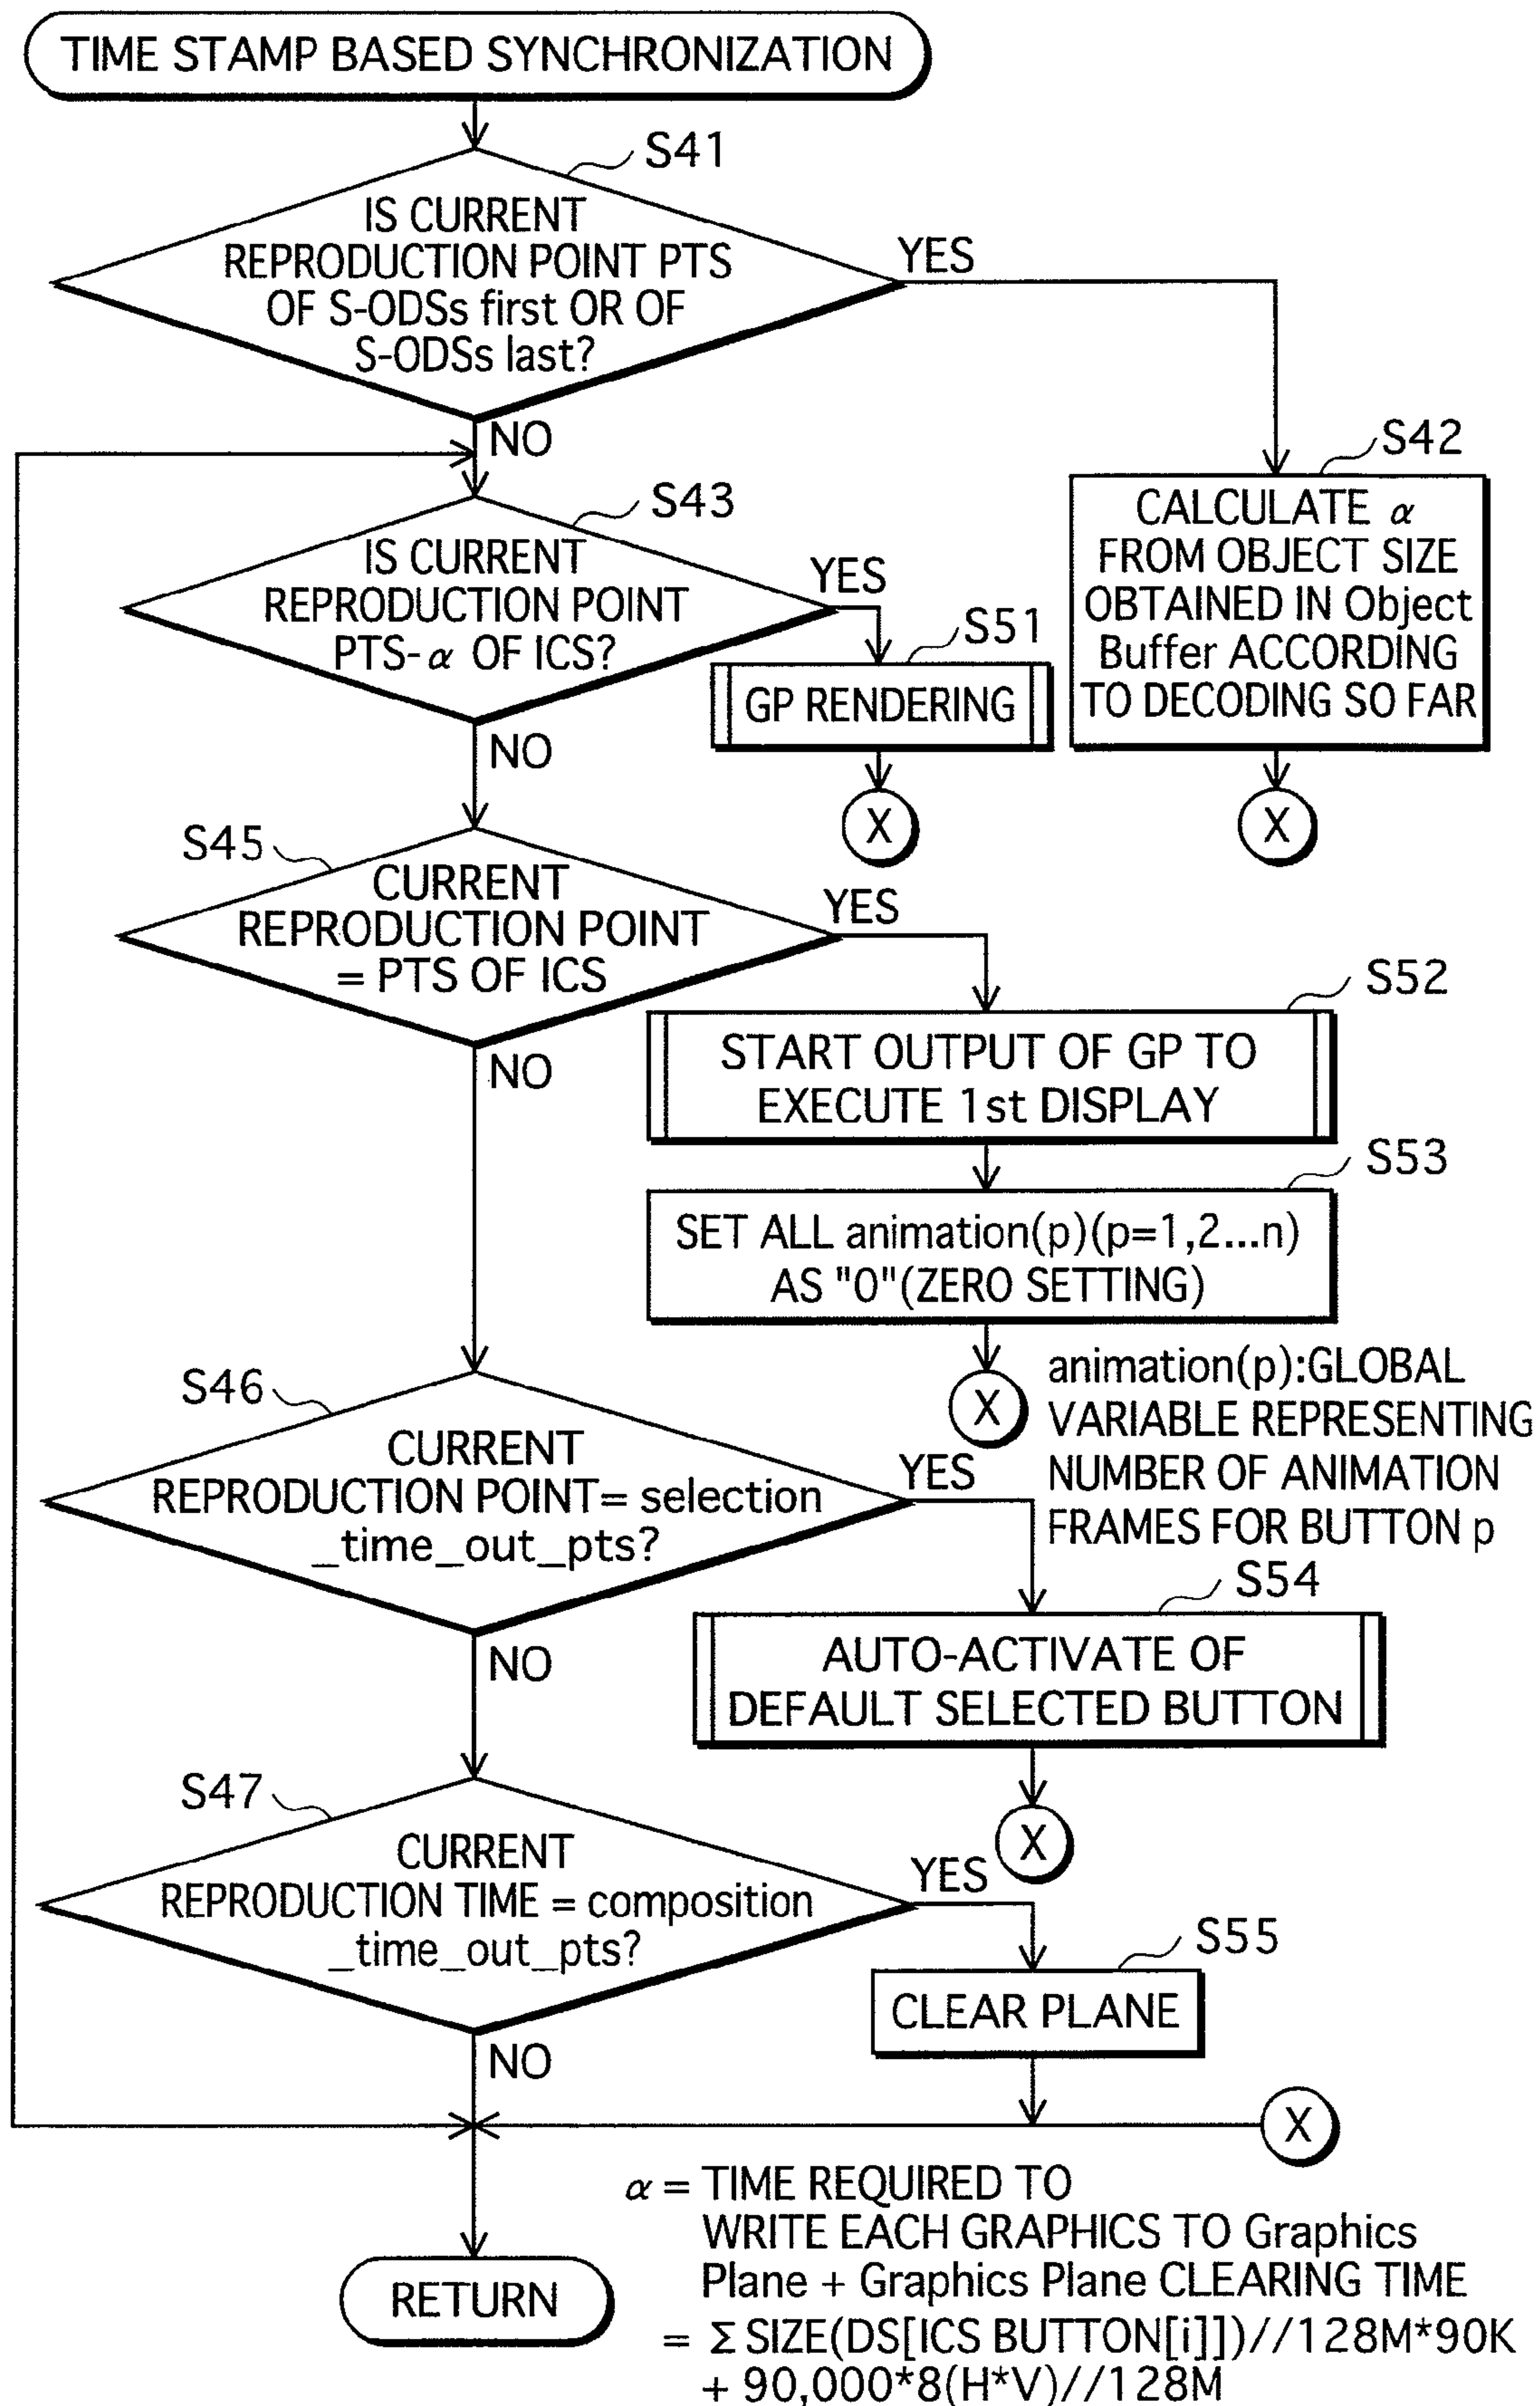 TIME STAMP BASED SYNCHRONIZATION
S41
IS CURRENT
REPRODUCTION POINT PTS
OF S-ODSs first OR OF
S-ODSs last?
YES
NO
S42
CALCULATE α
FROM OBJECT SIZE
OBTAINED IN Object
Buffer ACCORDING
TO DECODING SO FAR
X
S43
IS CURRENT
REPRODUCTION POINT
PTS-α OF ICS?
YES
S51
GP RENDERING
X
NO
S45
CURRENT
REPRODUCTION POINT
= PTS OF ICS
YES
NO
S52
START OUTPUT OF GP TO
EXECUTE 1st DISPLAY
S53
SET ALL animation(p)(p=1,2...n)
AS "0"(ZERO SETTING)
X
animation(p):GLOBAL
VARIABLE REPRESENTING
NUMBER OF ANIMATION
FRAMES FOR BUTTON p
S46
CURRENT
REPRODUCTION POINT= selection
_time_out_pts?
YES
NO
S54
AUTO-ACTIVATE OF
DEFAULT SELECTED BUTTON
X
S47
CURRENT
REPRODUCTION TIME = composition
_time_out_pts?
YES
S55
CLEAR PLANE
NO
X
RETURN
α = TIME REQUIRED TO
WRITE EACH GRAPHICS TO Graphics
Plane + Graphics Plane CLEARING TIME
= Σ SIZE(DS[ICS BUTTON[i]])//128M*90K
+ 90,000*8(H*V)//128M